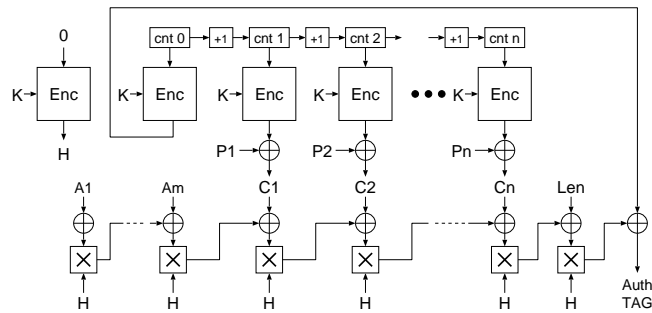 0 cnt 0 +1 cnt 1 +1 cnt 2 +1 cnt n
K Enc K Enc K Enc K Enc K Enc
H P1 P2 Pn
A1 Am C1 C2 Cn Len
H H H H H H
Auth
TAG